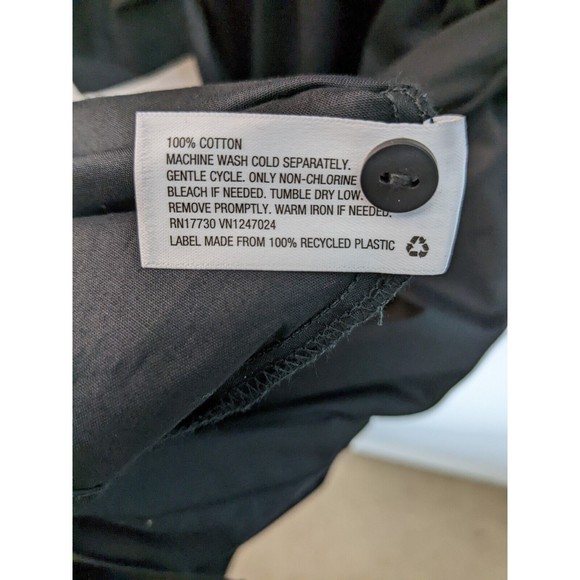 100% COTTON
MACHINE WASH COLD SEPARATELY.
GENTLE CYCLE. ONLY NON-CHLORINE
BLEACH IF NEEDED. TUMBLE DRY LOW.
REMOVE PROMPTLY. WARM IRON IF NEEDED.
RN17730 VN1247024
LABEL MADE FROM 100% RECYCLED PLASTIC